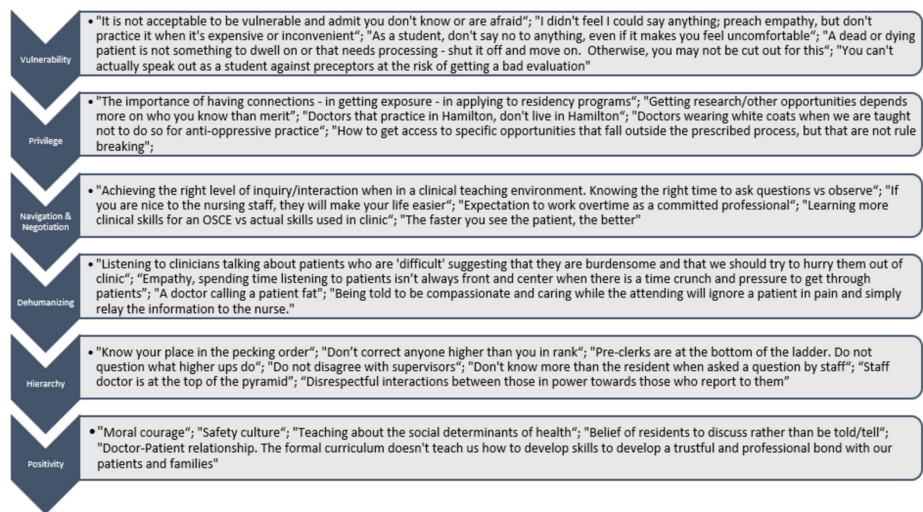 Vulnerability
• "It is not acceptable to be vulnerable and admit you don't know or are afraid“; "I didn't feel I could say anything; preach empathy, but don't
practice it when it's expensive or inconvenient“; "As a student, don't say no to anything, even if it makes you feel uncomfortable“; "A dead or dying
patient is not something to dwell on or that needs processing - shut it off and move on.  Otherwise, you may not be cut out for this“; "You can't
actually speak out as a student against preceptors at the risk of getting a bad evaluation"
Privilege
• "The importance of having connections - in getting exposure - in applying to residency programs“; "Getting research/other opportunities depends
more on who you know than merit”; "Doctors that practice in Hamilton, don't live in Hamilton“; "Doctors wearing white coats when we are taught
not to do so for anti-oppressive practice“; "How to get access to specific opportunities that fall outside the prescribed process, but that are not rule
breaking";
Navigation &
Negotiation
• "Achieving the right level of inquiry/interaction when in a clinical teaching environment. Knowing the right time to ask questions vs observe“; "If
you are nice to the nursing staff, they will make your life easier“; "Expectation to work overtime as a committed professional“; "Learning more
clinical skills for an OSCE vs actual skills used in clinic“; "The faster you see the patient, the better"
Dehumanizing
• "Listening to clinicians talking about patients who are 'difficult' suggesting that they are burdensome and that we should try to hurry them out of
clinic“; “Empathy, spending time listening to patients isn’t always front and center when there is a time crunch and pressure to get through
patients”; "A doctor calling a patient fat"; "Being told to be compassionate and caring while the attending will ignore a patient in pain and simply
relay the information to the nurse."
Hierarchy
• "Know your place in the pecking order“; "Don’t correct anyone higher than you in rank“; "Pre-clerks are at the bottom of the ladder. Do not
question what higher ups do“; "Do not disagree with supervisors“; "Don't know more than the resident when asked a question by staff“; “Staff
doctor is at the top of the pyramid”; “Disrespectful interactions between those in power towards those who report to them”
Positivity
• "Moral courage“; "Safety culture“; "Teaching about the social determinants of health“; "Belief of residents to discuss rather than be told/tell“;
"Doctor-Patient relationship. The formal curriculum doesn't teach us how to develop skills to develop a trustful and professional bond with our
patients and families"